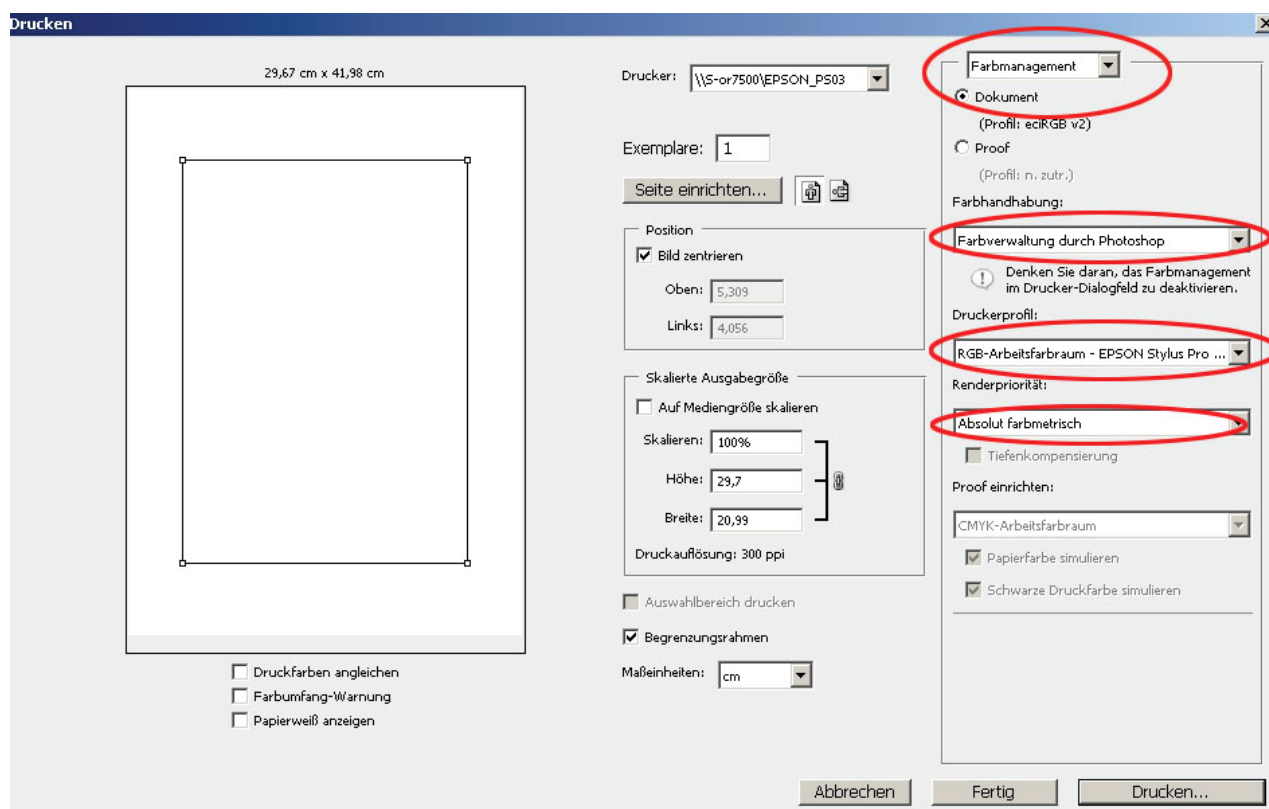 Drucken
29,67 cm x 41,98 cm
Druckfarben angleichen
Farbumfang-Warnung
Papierweiß anzeigen
Drucker: \\S-or7500\EPSON_PS03
Exemplare: 1
Seite einrichten...
Position
Bild zentrieren
Oben: 5,309
Links: 4,056
Skalierte Ausgabegröße
Auf Mediengröße skalieren
Skalieren: 100%
Höhe: 29,7
Breite: 20,99
Druckauflösung: 300 ppi
Auswahlbereich drucken
Begrenzungsrahmen
Maßeinheiten: cm
Farbmanagement
Dokument
(Profil: eciRGB v2)
Proof
(Profil: n. zutr.)
Farbhandhabung:
Farbverwaltung durch Photoshop
Denken Sie daran, das Farbmanagement
im Drucker-Dialogfeld zu deaktivieren.
Druckerprofil:
RGB-Arbeitsfarbraum - EPSON Stylus Pro ...
Renderpriorität:
Absolut farbmetrisch
Tiefenkompensierung
Proof einrichten:
CMYK-Arbeitsfarbraum
Papierfarbe simulieren
Schwarze Druckfarbe simulieren
Abbrechen
Fertig
Drucken...